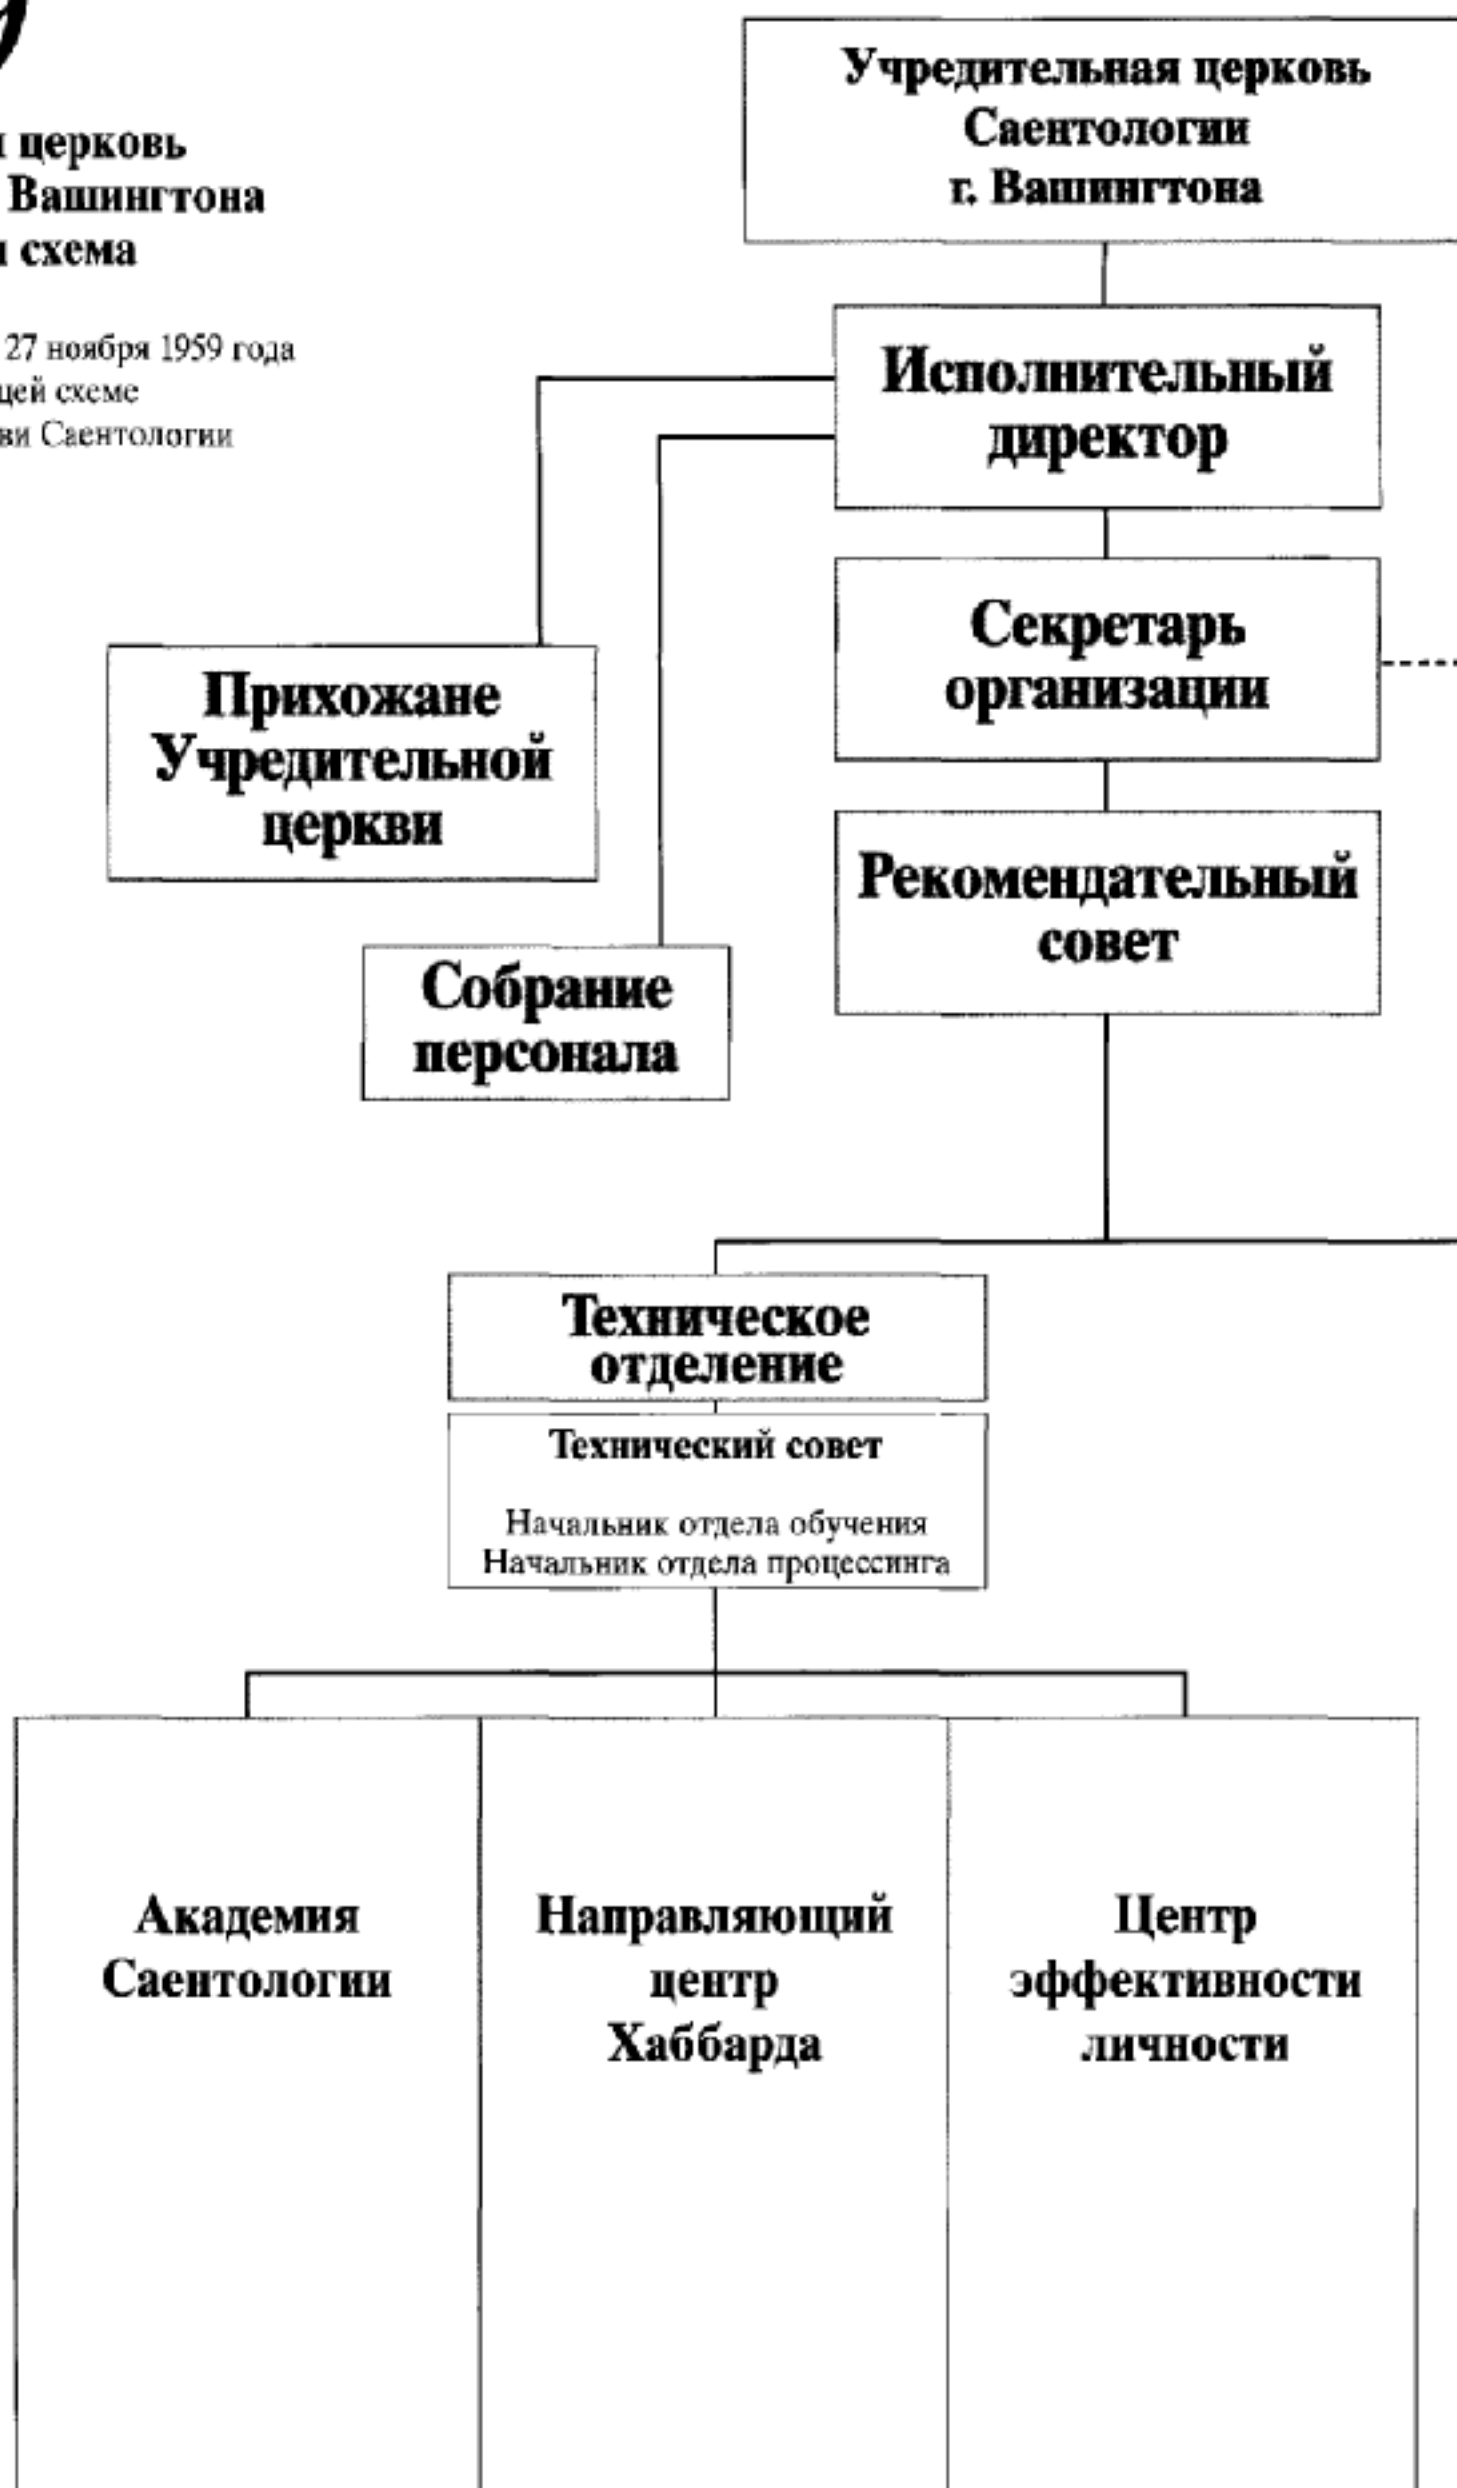 церковь
Вашингтона
схема
27 ноября 1959 года
схеме
Саентологии
Учредительная церковь
Саентологии
г. Вашингтона
Исполнительный
директор
Секретарь
организации
Рекомендательный
совет
Прихожане
Учредительной
церкви
Собрание
персонала
Техническое
отделение
Технический совет
Начальник отдела обучения
Начальник отдела процессинга
Академия
Саентологии
Направляющий
центр
Хаббарда
Центр
эффективности
личности